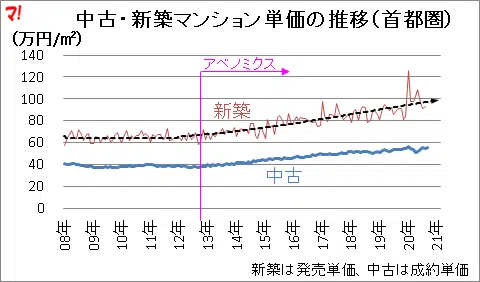 マ!
中古・新築マンション単価の推移(首都圏)
(万円/㎡)
140
120
100
80
60
40
20
0
アベノミクス
新築
中古
08年 09年 10年 11年 12年 13年 14年 15年 16年 17年 18年 19年 20年 21年
新築は発売単価、中古は成約単価